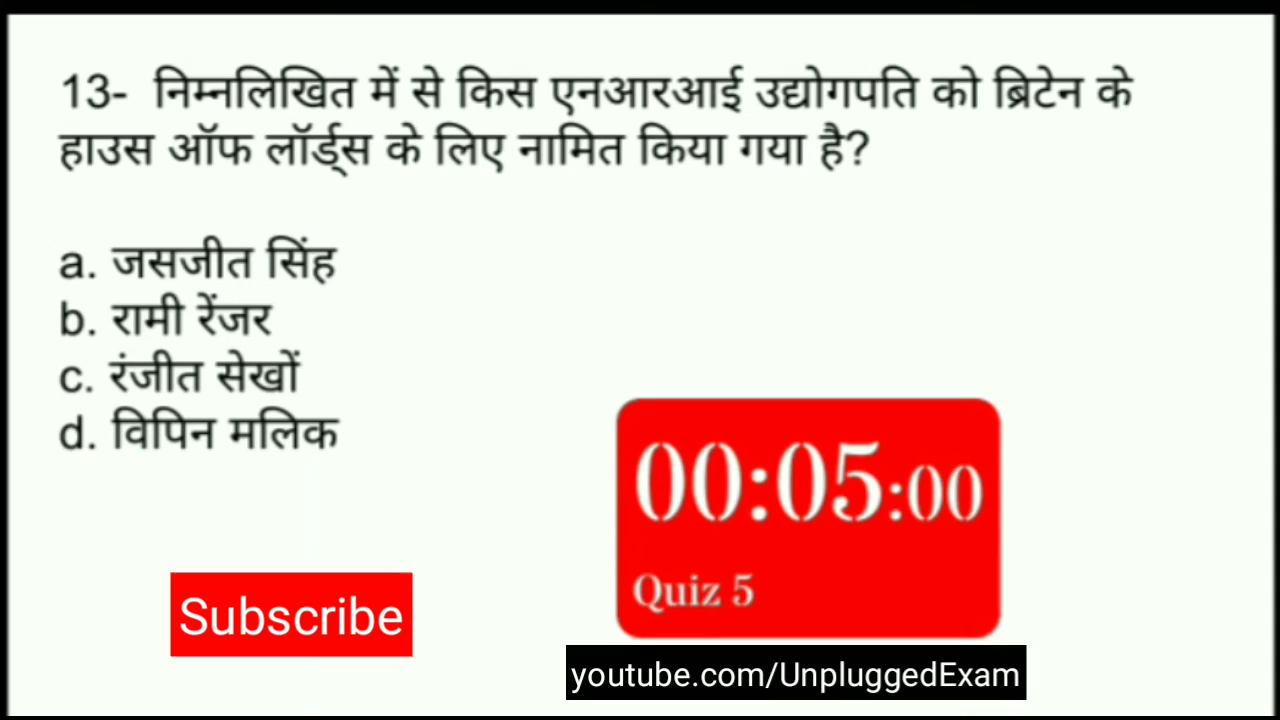 13- निम्नलिखित में से किस एनआरआई उद्योगपति को ब्रिटेन के
हाउस ऑफ लॉर्ड्स के लिए नामित किया गया है?
a. जसजीत सिंह
b. रामी रेंजर
c. रंजीत सेखों
d. विपिन मलिक
00:05:00
Quiz 5
Subscribe
youtube.com/UnpluggedExam